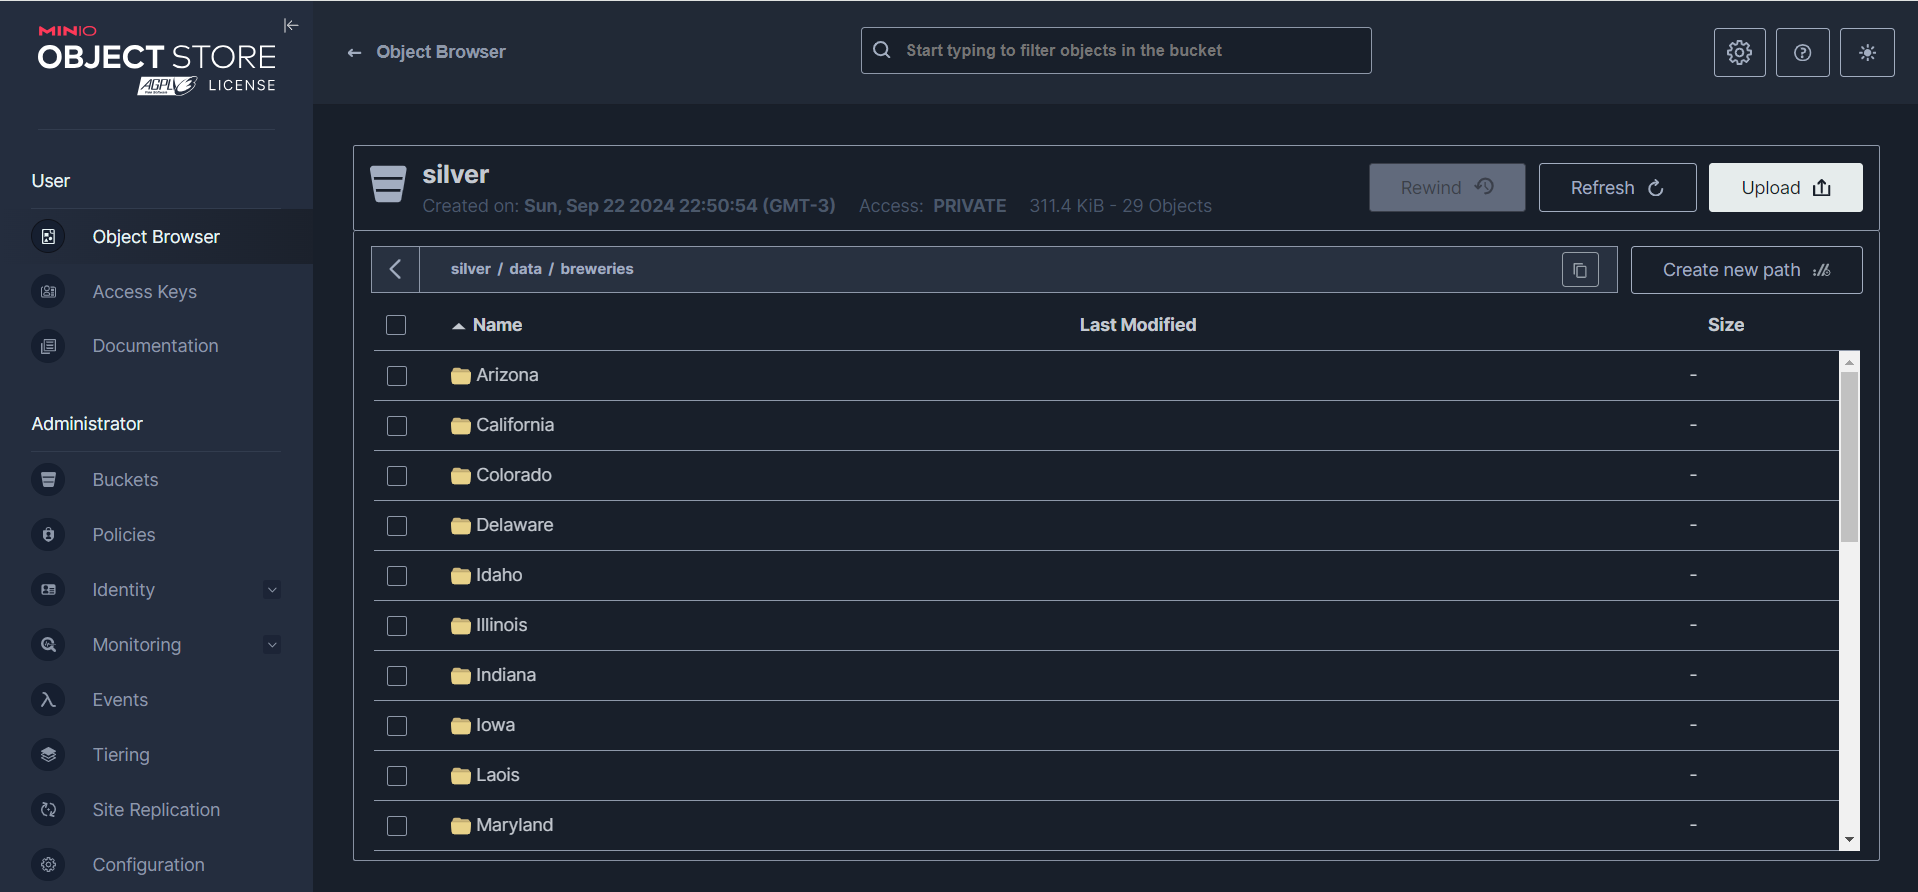 MINIO
OBJECT STORE
AGPLV3 LICENSE
User
Object Browser
Access Keys
Documentation
Administrator
Buckets
Policies
Identity
Monitoring
Events
Tiering
Site Replication
Configuration
Object Browser
Start typing to filter objects in the bucket
silver
Created on: Sun, Sep 22 2024 22:50:54 (GMT-3) Access: PRIVATE 311.4 KiB - 29 Objects
Rewind Refresh Upload
silver / data / breweries
Create new path
Name Last Modified Size
Arizona -
California -
Colorado -
Delaware -
Idaho -
Illinois -
Indiana -
Iowa -
Laois -
Maryland -